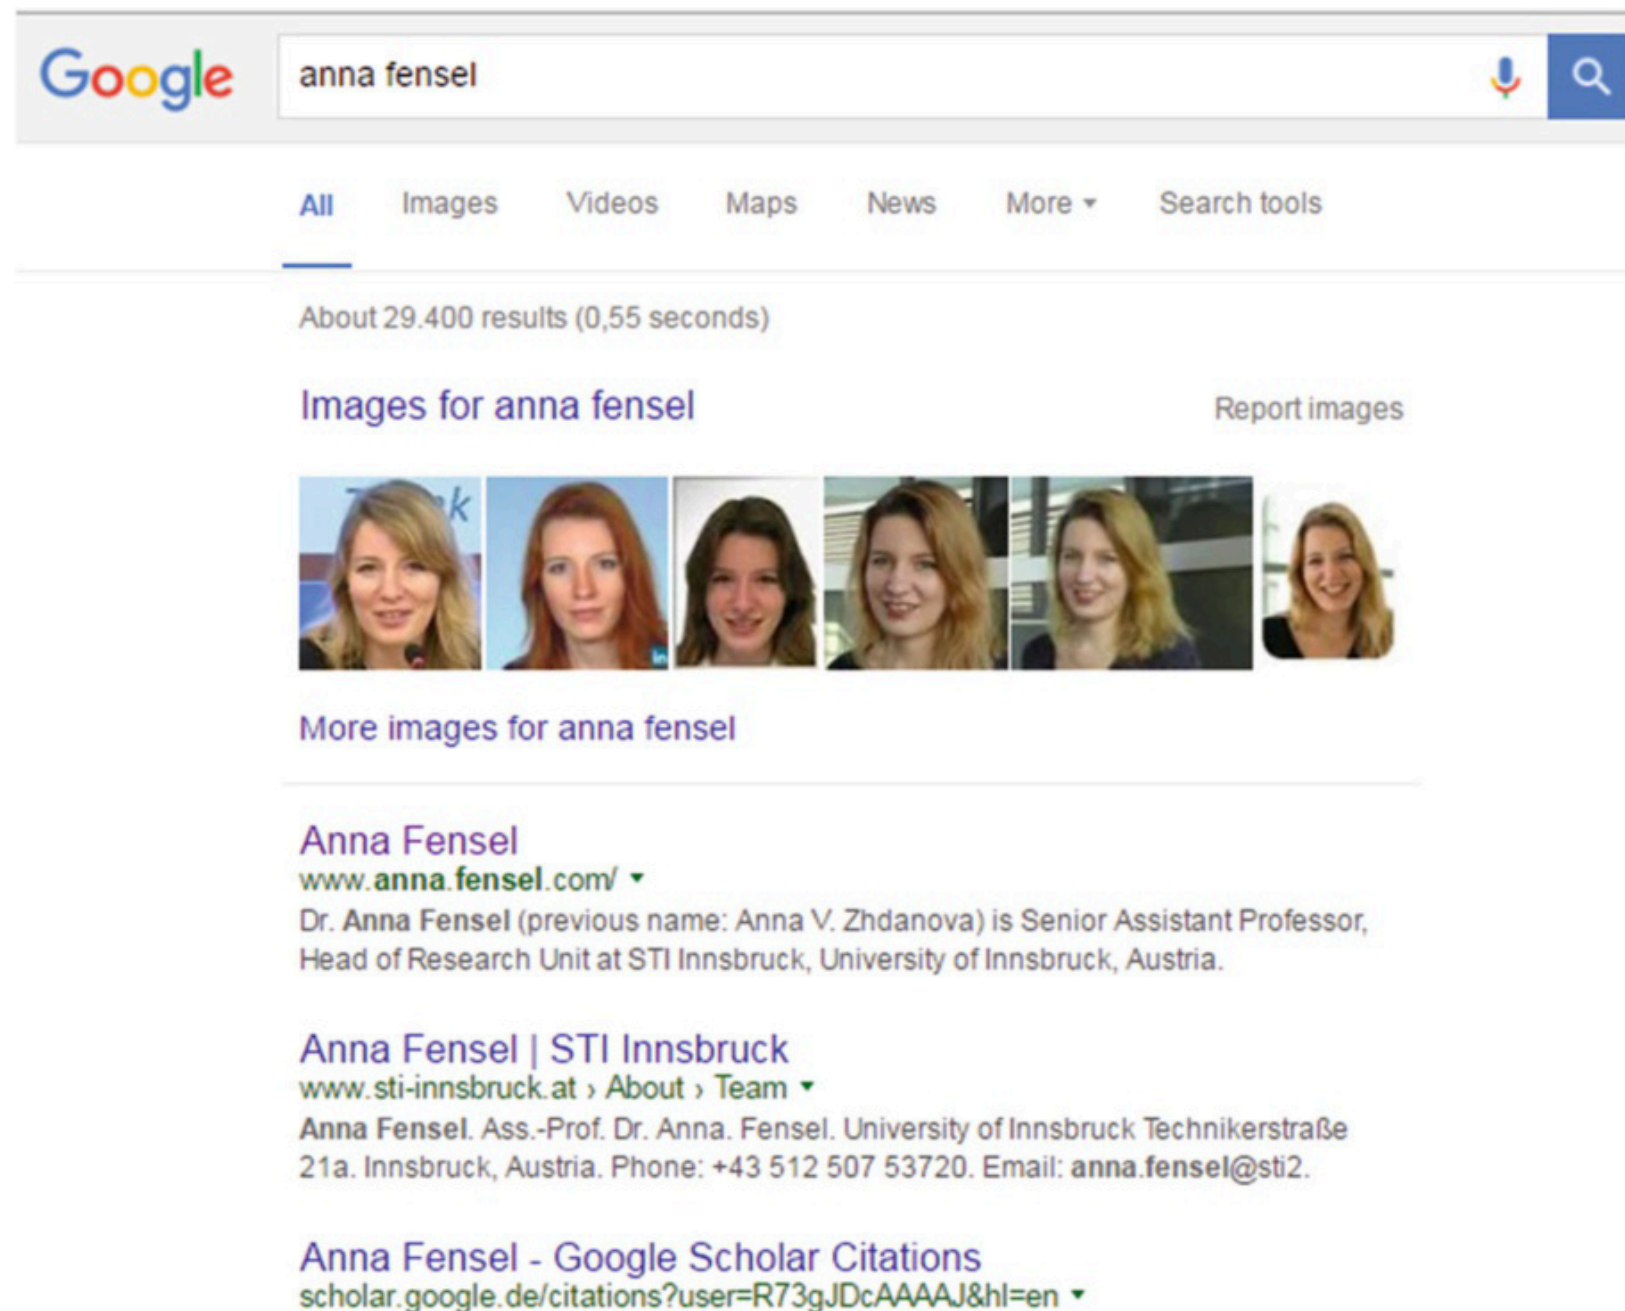 Google
anna fensel
All Images Videos Maps News More Search tools
About 29.400 results (0,55 seconds)
Images for anna fensel Report images
k
in
More images for anna fensel
Anna Fensel
www.anna.fensel.com/
Dr. Anna Fensel (previous name: Anna V. Zhdanova) is Senior Assistant Professor,
Head of Research Unit at STI Innsbruck, University of Innsbruck, Austria.
Anna Fensel | STI Innsbruck
www.sti-innsbruck.at › About › Team
Anna Fensel. Ass.-Prof. Dr. Anna. Fensel. University of Innsbruck Technikerstraße
21a. Innsbruck, Austria. Phone: +43 512 507 53720. Email: anna.fensel@sti2.
Anna Fensel - Google Scholar Citations
scholar.google.de/citations?user=R73gJDcAAAAJ&hl=en